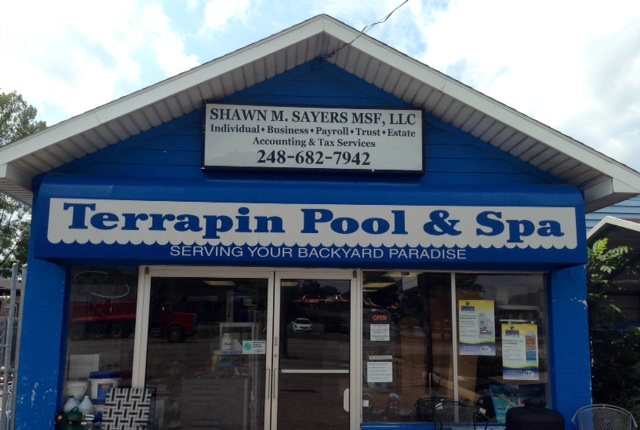 SHAWN M. SAYERS MSF, LLC
Individual • Business • Payroll • Trust • Estate
Accounting & Tax Services
248-682-7942
Terrapin Pool & Spa
SERVING YOUR BACKYARD PARADISE
OPEN